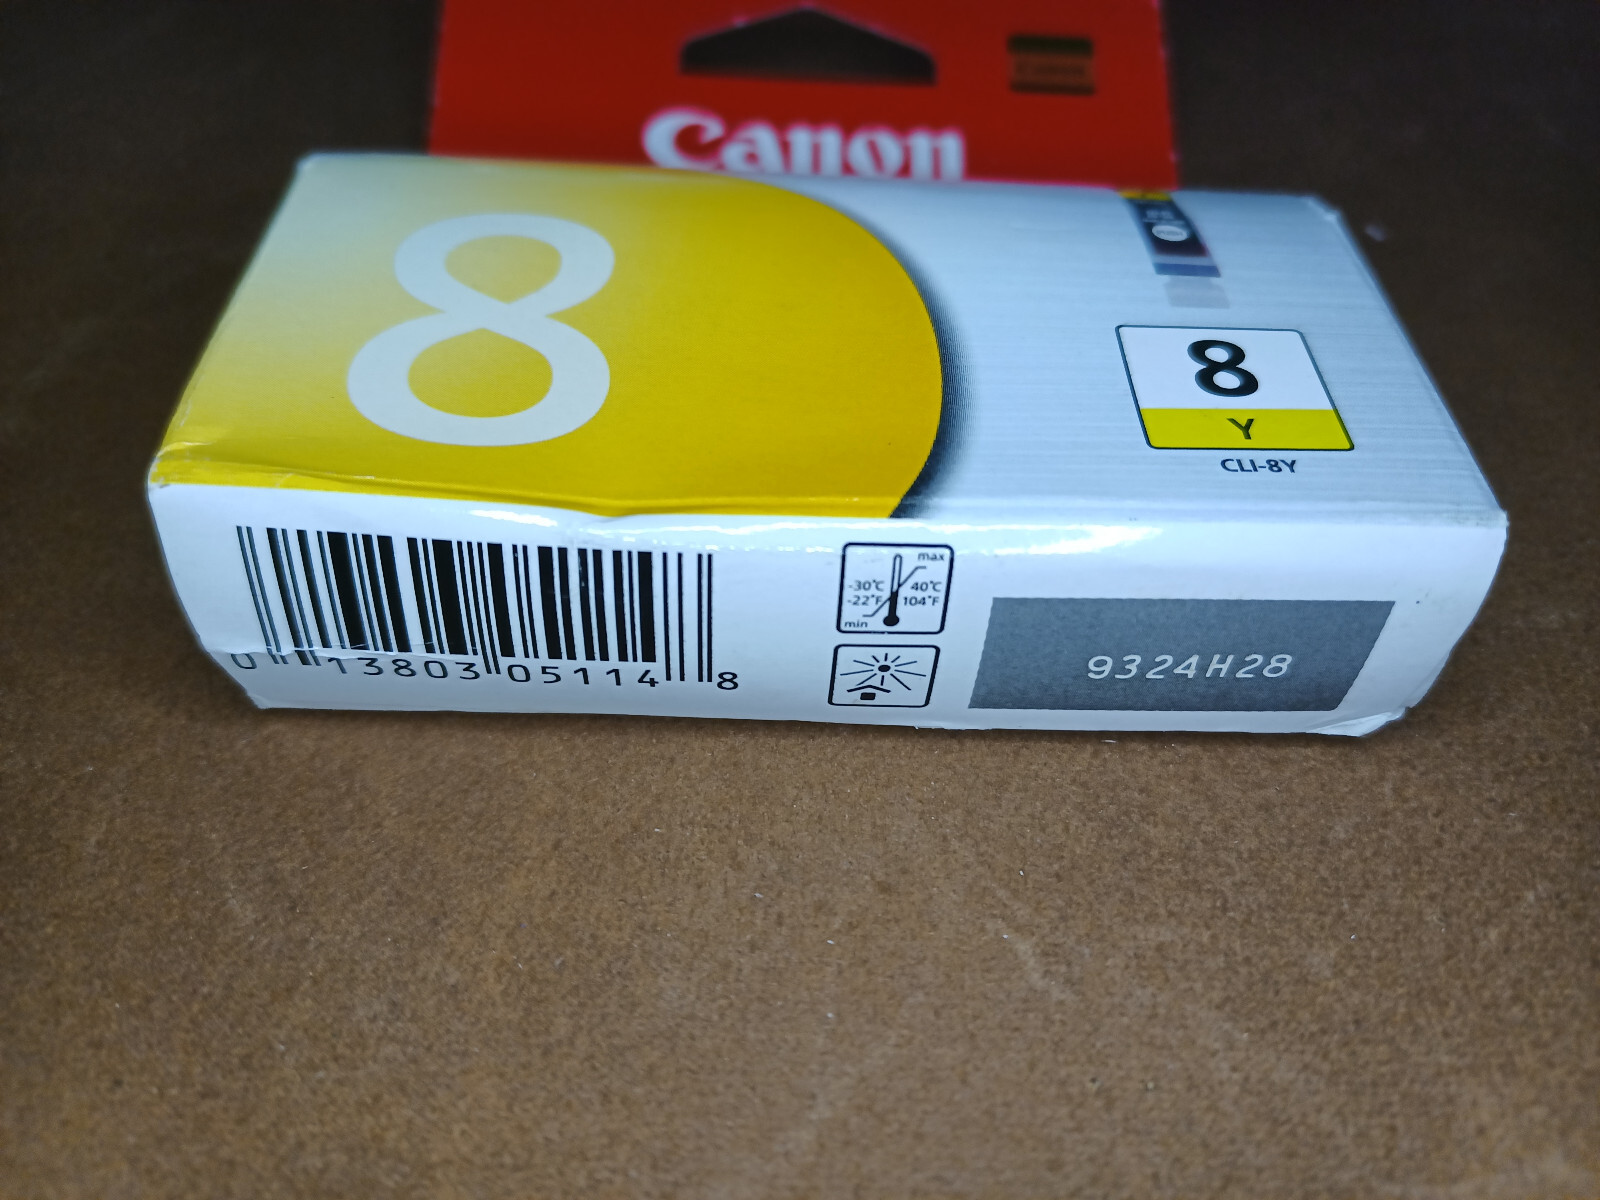 Canon
8
8
Y
CLI-8Y
max
-30°C 40°C
-22°F 104°F
min
0 13803 05114 8
9324H28